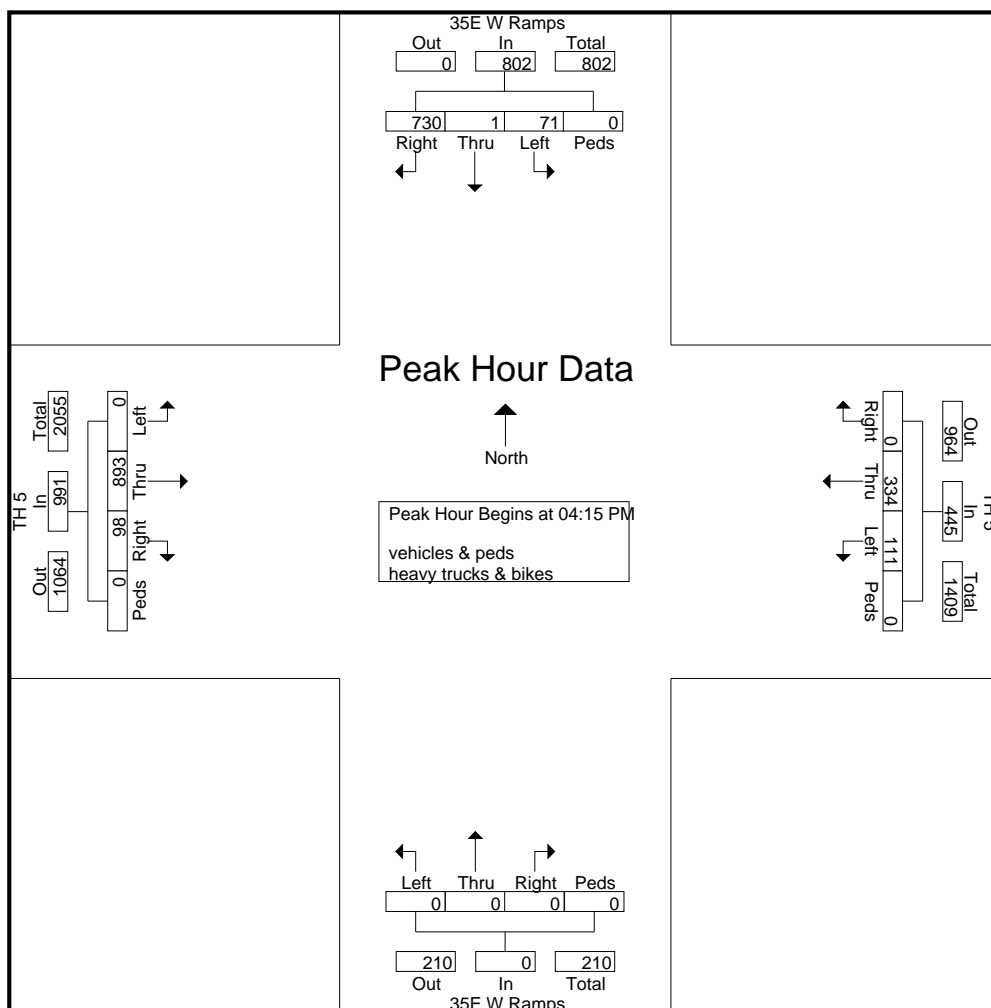 35E W Ramps
Out In Total
0 802 802
730 1 71 0
Right Thru Left Peds
Peak Hour Data
North
Peak Hour Begins at 04:15 PM
vehicles & peds
heavy trucks & bikes
TH 5
Total In Out
2055 991 1064
0 893 98 0
Left Thru Right Peds
Right Thru Left Peds
0 334 111 0
Out In Total
964 445 1409
TH 5
Left Thru Right Peds
0 0 0 0
210 0 210
Out In Total
35E W Ramps